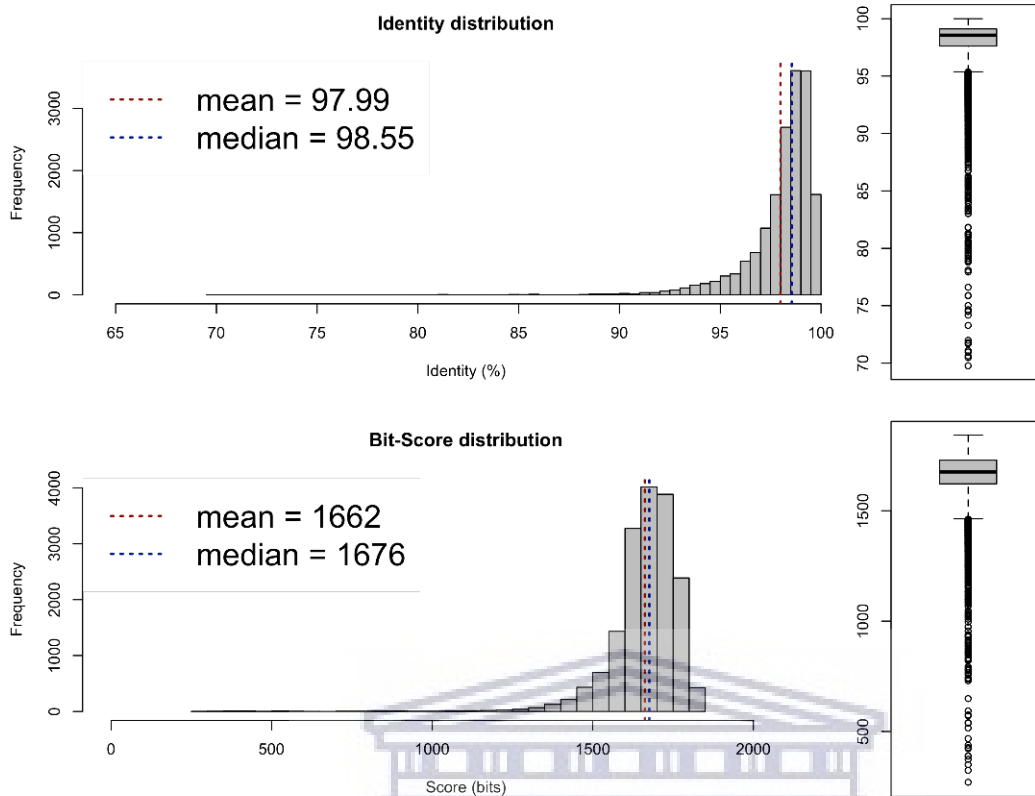 Identity distribution
mean = 97.99
median = 98.55
Frequency
0 1000 2000 3000
65 70 75 80 85 90 95 100
Identity (%)
70 75 80 85 90 95 100
Bit-Score distribution
mean = 1662
median = 1676
Frequency
0 1000 2000 3000 4000
0 500 1000 1500 2000
Score (bits)
500 1000 1500